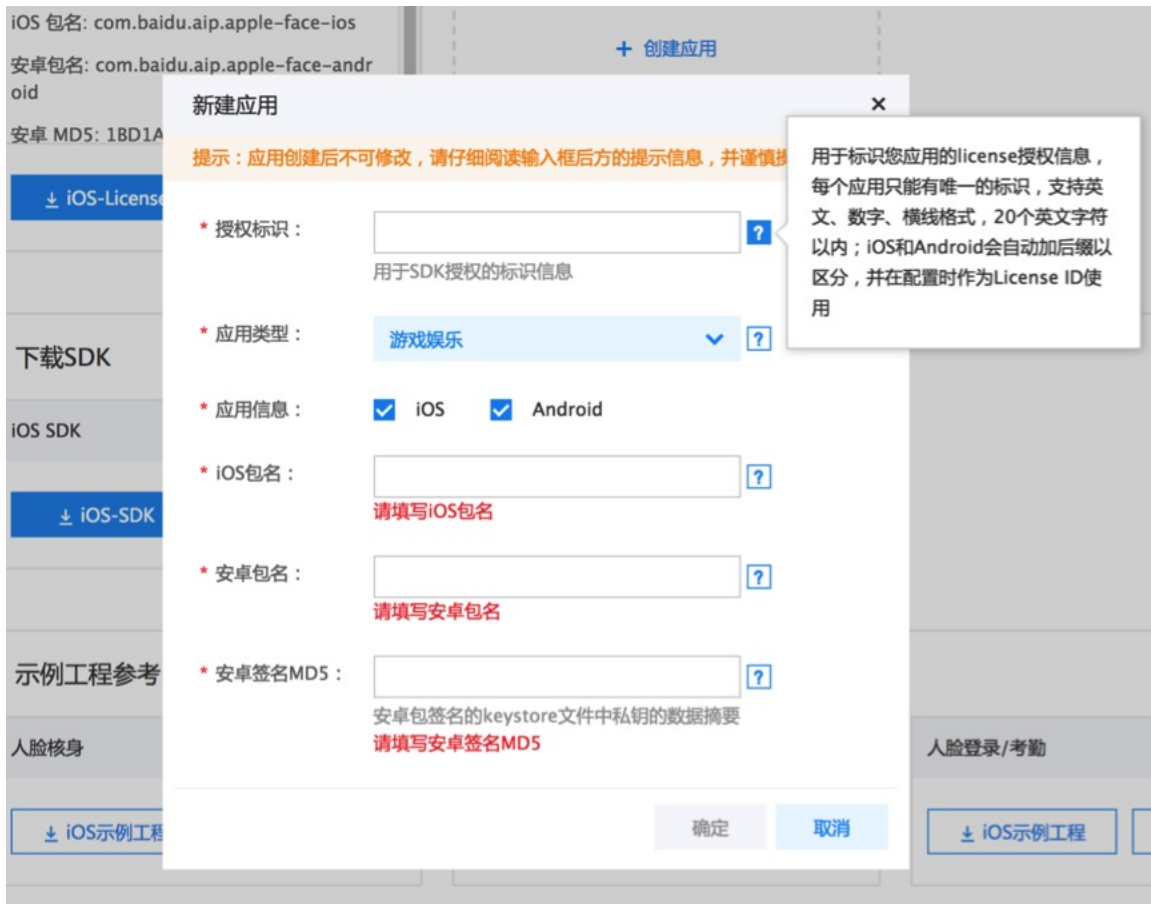 iOS 包名: com.baidu.aip.apple-face-ios
安卓包名: com.baidu.aip.apple-face-andr
oid
安卓 MD5: 1BD1A
iOS-License
+ 创建应用
新建应用
×
提示：应用创建后不可修改，请仔细阅读输入框后方的提示信息，并谨慎
* 授权标识：
?
用于SDK授权的标识信息
用于标识您应用的license授权信息，
每个应用只能有唯一的标识，支持英
文、数字、横线格式，20个英文字符
以内；iOS和Android会自动加后缀以
区分，并在配置时作为License ID使
用
* 应用类型：
游戏娱乐
?
* 应用信息：
iOS
Android
* iOS包名：
?
请填写iOS包名
* 安卓包名：
?
请填写安卓包名
* 安卓签名MD5：
?
安卓包签名的keystore文件中私钥的数据摘要
请填写安卓签名MD5
确定
取消
下载SDK
iOS SDK
iOS-SDK
示例工程参考
人脸核身
iOS示例工程
人脸登录/考勤
iOS示例工程